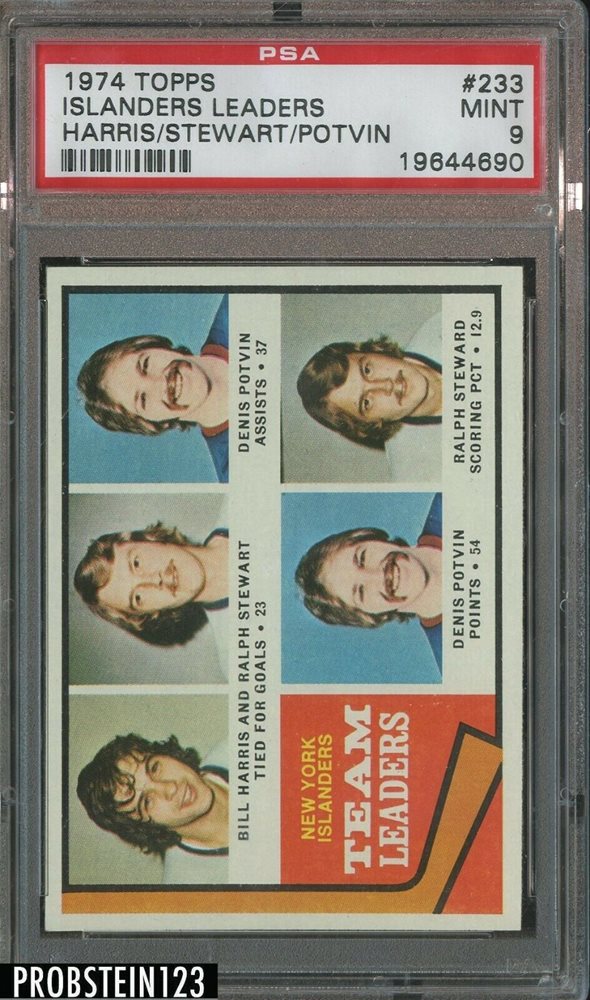 PSA
1974 TOPPS #233
ISLANDERS LEADERS MINT
HARRIS/STEWART/POTVIN 9
19644690
BILL HARRIS AND RALPH STEWART
TIED FOR GOALS • 23
DENIS POTVIN
ASSISTS • 37
NEW YORK
ISLANDERS
TEAM
LEADERS
DENIS POTVIN
POINTS • 54
RALPH STEWARD
SCORING PCT • 12.9
PROBSTEIN123